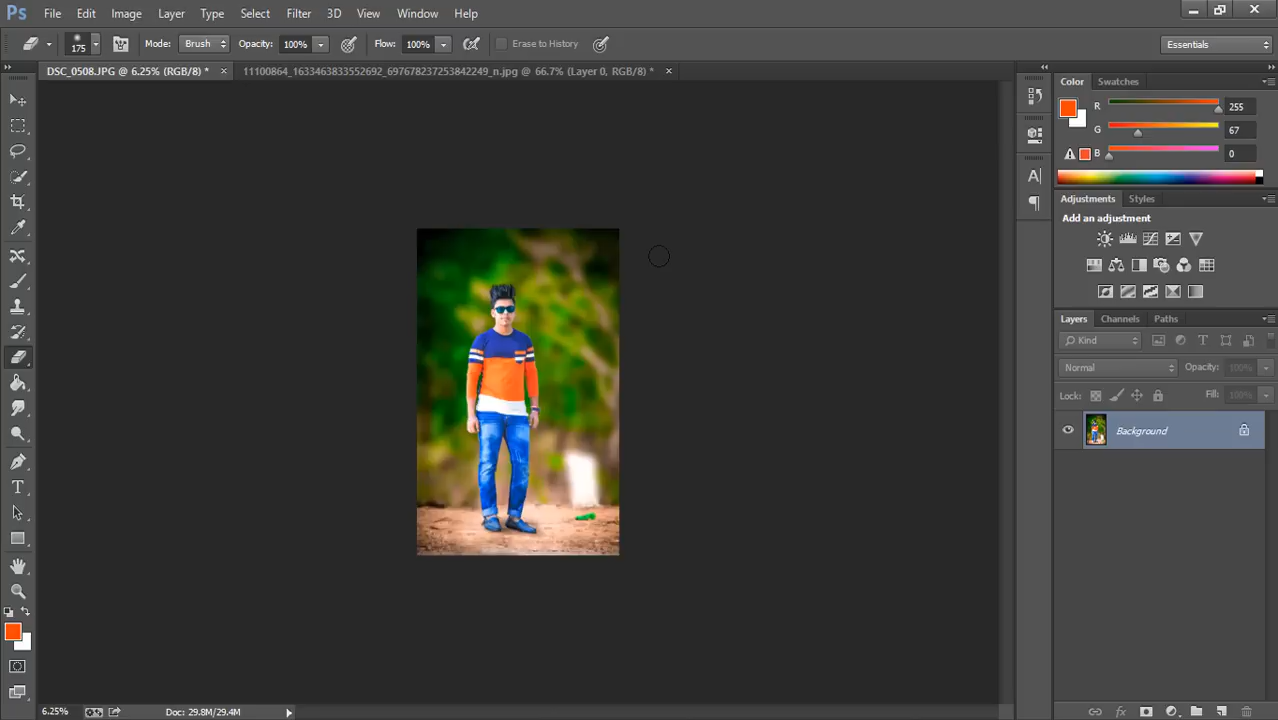 Ps File Edit Image Layer Type Select Filter 3D View Window Help
175 Mode: Brush Opacity: 100% Flow: 100% Erase to History Essentials
DSC_0508.JPG @ 6.25% (RGB/8) * × 11100864_1633463833552692_697678237253842249_n.jpg @ 66.7% (Layer 0, RGB/8) * ×
Color Swatches
R 255
G 67
B 0
Adjustments Styles
Add an adjustment
Layers Channels Paths
Kind
Normal Opacity: 100%
Lock: Fill: 100%
Background
6.25% Doc: 29.8M/29.4M